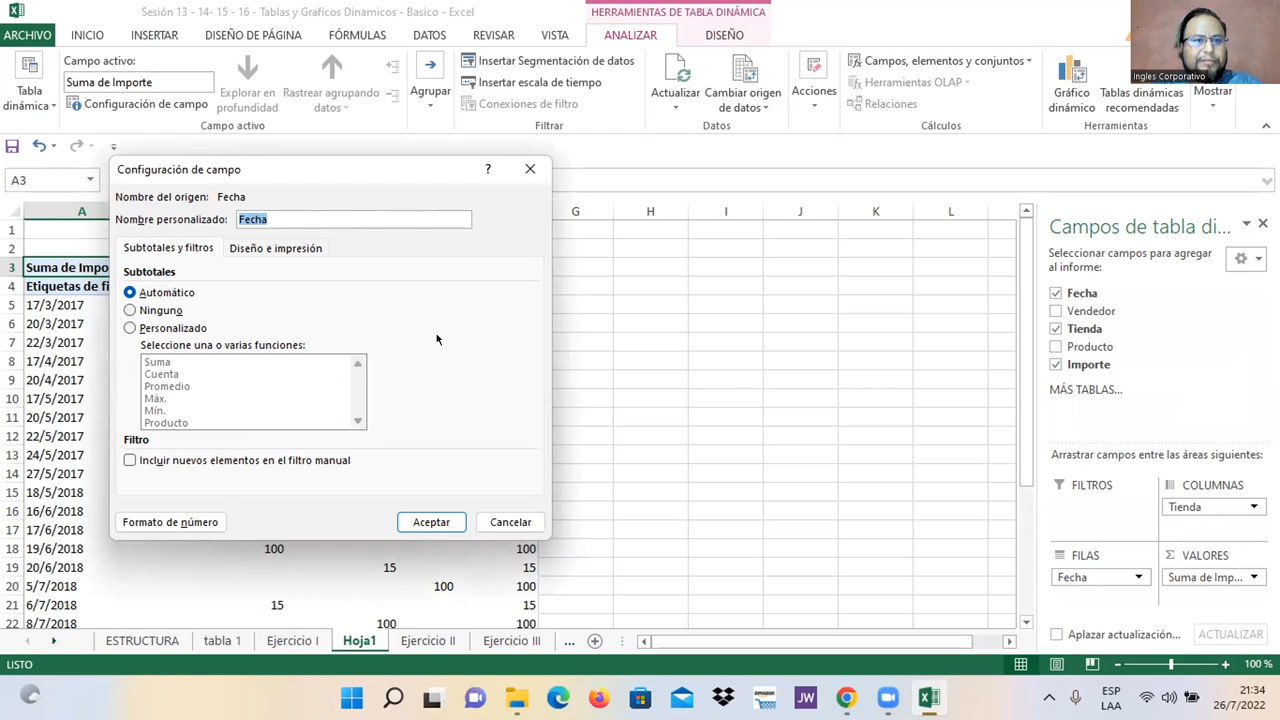 Sesión 13 - 14- 15 - 16 - Tablas y Graficos Dinamicos - Basico - Excel
HERRAMIENTAS DE TABLA DINÁMICA
ARCHIVO INICIO INSERTAR DISEÑO DE PÁGINA FÓRMULAS DATOS REVISAR VISTA ANALIZAR DISEÑO
Ingles Corporativo
Tabla dinámica
Campo activo:
Suma de Importe
Configuración de campo
Explorar en profundidad
Rastrear agrupando datos
Campo activo
Agrupar
Insertar Segmentación de datos
Insertar escala de tiempo
Conexiones de filtro
Filtrar
Actualizar
Cambiar origen de datos
Datos
Acciones
Campos, elementos y conjuntos
Herramientas OLAP
Relaciones
Cálculos
Gráfico dinámico
Tablas dinámicas recomendadas
Herramientas
Mostrar
A3
Configuración de campo ?
Nombre del origen: Fecha
Nombre personalizado: Fecha
Subtotales y filtros Diseño e impresión
Subtotales
Automático
Ninguno
Personalizado
Seleccione una o varias funciones:
Suma
Cuenta
Promedio
Máx.
Mín.
Producto
Filtro
Incluir nuevos elementos en el filtro manual
Formato de número Aceptar Cancelar
A G H I J K L
1
2
3 Suma de Impo
4 Etiquetas de fi
5 17/3/2017
6 20/3/2017
7 22/3/2017
8 17/4/2017
9 20/4/2017
10 17/5/2017
11 20/5/2017
12 22/5/2017
13 24/5/2017
14 27/5/2017
15 18/5/2018
16 16/6/2018
17 17/6/2018
18 19/6/2018 100 100
19 20/6/2018 15 15
20 5/7/2018 100 100
21 6/7/2018 15 15
22 8/7/2018 100 100
Campos de tabla di...
Seleccionar campos para agregar al informe:
Fecha
Vendedor
Tienda
Producto
Importe
MÁS TABLAS...
Arrastrar campos entre las áreas siguientes:
FILTROS
COLUMNAS
Tienda
FILAS
Fecha
Σ VALORES
Suma de Imp...
Aplazar actualización... ACTUALIZAR
ESTRUCTURA tabla 1 Ejercicio I Hoja1 Ejercicio II Ejercicio III ...
LISTO
100 %
amazon
JW
ESP
LAA
21:34
26/7/2022